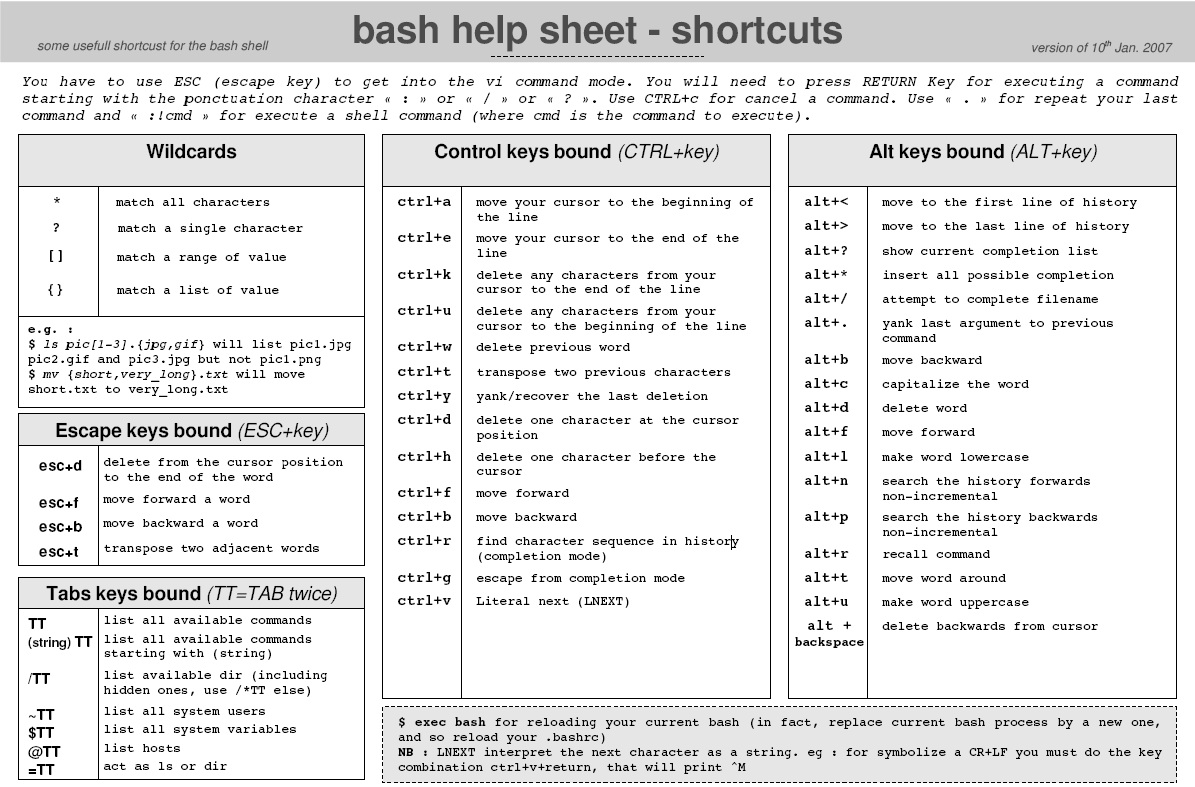 bash help sheet - shortcuts
some usefull shortcust for the bash shell
version of 10th Jan. 2007
You have to use ESC (escape key) to get into the vi command mode. You will need to press RETURN Key for executing a command
starting with the ponctuation character « : » or « / » or « ? ». Use CTRL+c for cancel a command. Use « . » for repeat your last
command and « :!cmd » for execute a shell command (where cmd is the command to execute).
Wildcards
* match all characters
? match a single character
[] match a range of value
{} match a list of value
e.g. :
$ ls pic[1-3].{jpg,gif} will list pic1.jpg
pic2.gif and pic3.jpg but not pic1.png
$ mv {short,very_long}.txt will move
short.txt to very_long.txt
Escape keys bound (ESC+key)
esc+d delete from the cursor position
to the end of the word
esc+f move forward a word
esc+b move backward a word
esc+t transpose two adjacent words
Tabs keys bound (TT=TAB twice)
TT list all available commands
(string) TT list all available commands
starting with (string)
/TT list available dir (including
hidden ones, use /*TT else)
~TT list all system users
$TT list all system variables
@TT list hosts
=TT act as ls or dir
Control keys bound (CTRL+key)
ctrl+a move your cursor to the beginning of
the line
ctrl+e move your cursor to the end of the
line
ctrl+k delete any characters from your
cursor to the end of the line
ctrl+u delete any characters from your
cursor to the beginning of the line
ctrl+w delete previous word
ctrl+t transpose two previous characters
ctrl+y yank/recover the last deletion
ctrl+d delete one character at the cursor
position
ctrl+h delete one character before the
cursor
ctrl+f move forward
ctrl+b move backward
ctrl+r find character sequence in history
(completion mode)
ctrl+g escape from completion mode
ctrl+v Literal next (LNEXT)
Alt keys bound (ALT+key)
alt+< move to the first line of history
alt+> move to the last line of history
alt+? show current completion list
alt+* insert all possible completion
alt+/ attempt to complete filename
alt+. yank last argument to previous
command
alt+b move backward
alt+c capitalize the word
alt+d delete word
alt+f move forward
alt+l make word lowercase
alt+n search the history forwards
non-incremental
alt+p search the history backwards
non-incremental
alt+r recall command
alt+t move word around
alt+u make word uppercase
alt + delete backwards from cursor
backspace
$ exec bash for reloading your current bash (in fact, replace current bash process by a new one,
and so reload your .bashrc)
NB : LNEXT interpret the next character as a string. eg : for symbolize a CR+LF you must do the key
combination ctrl+v+return, that will print ^M